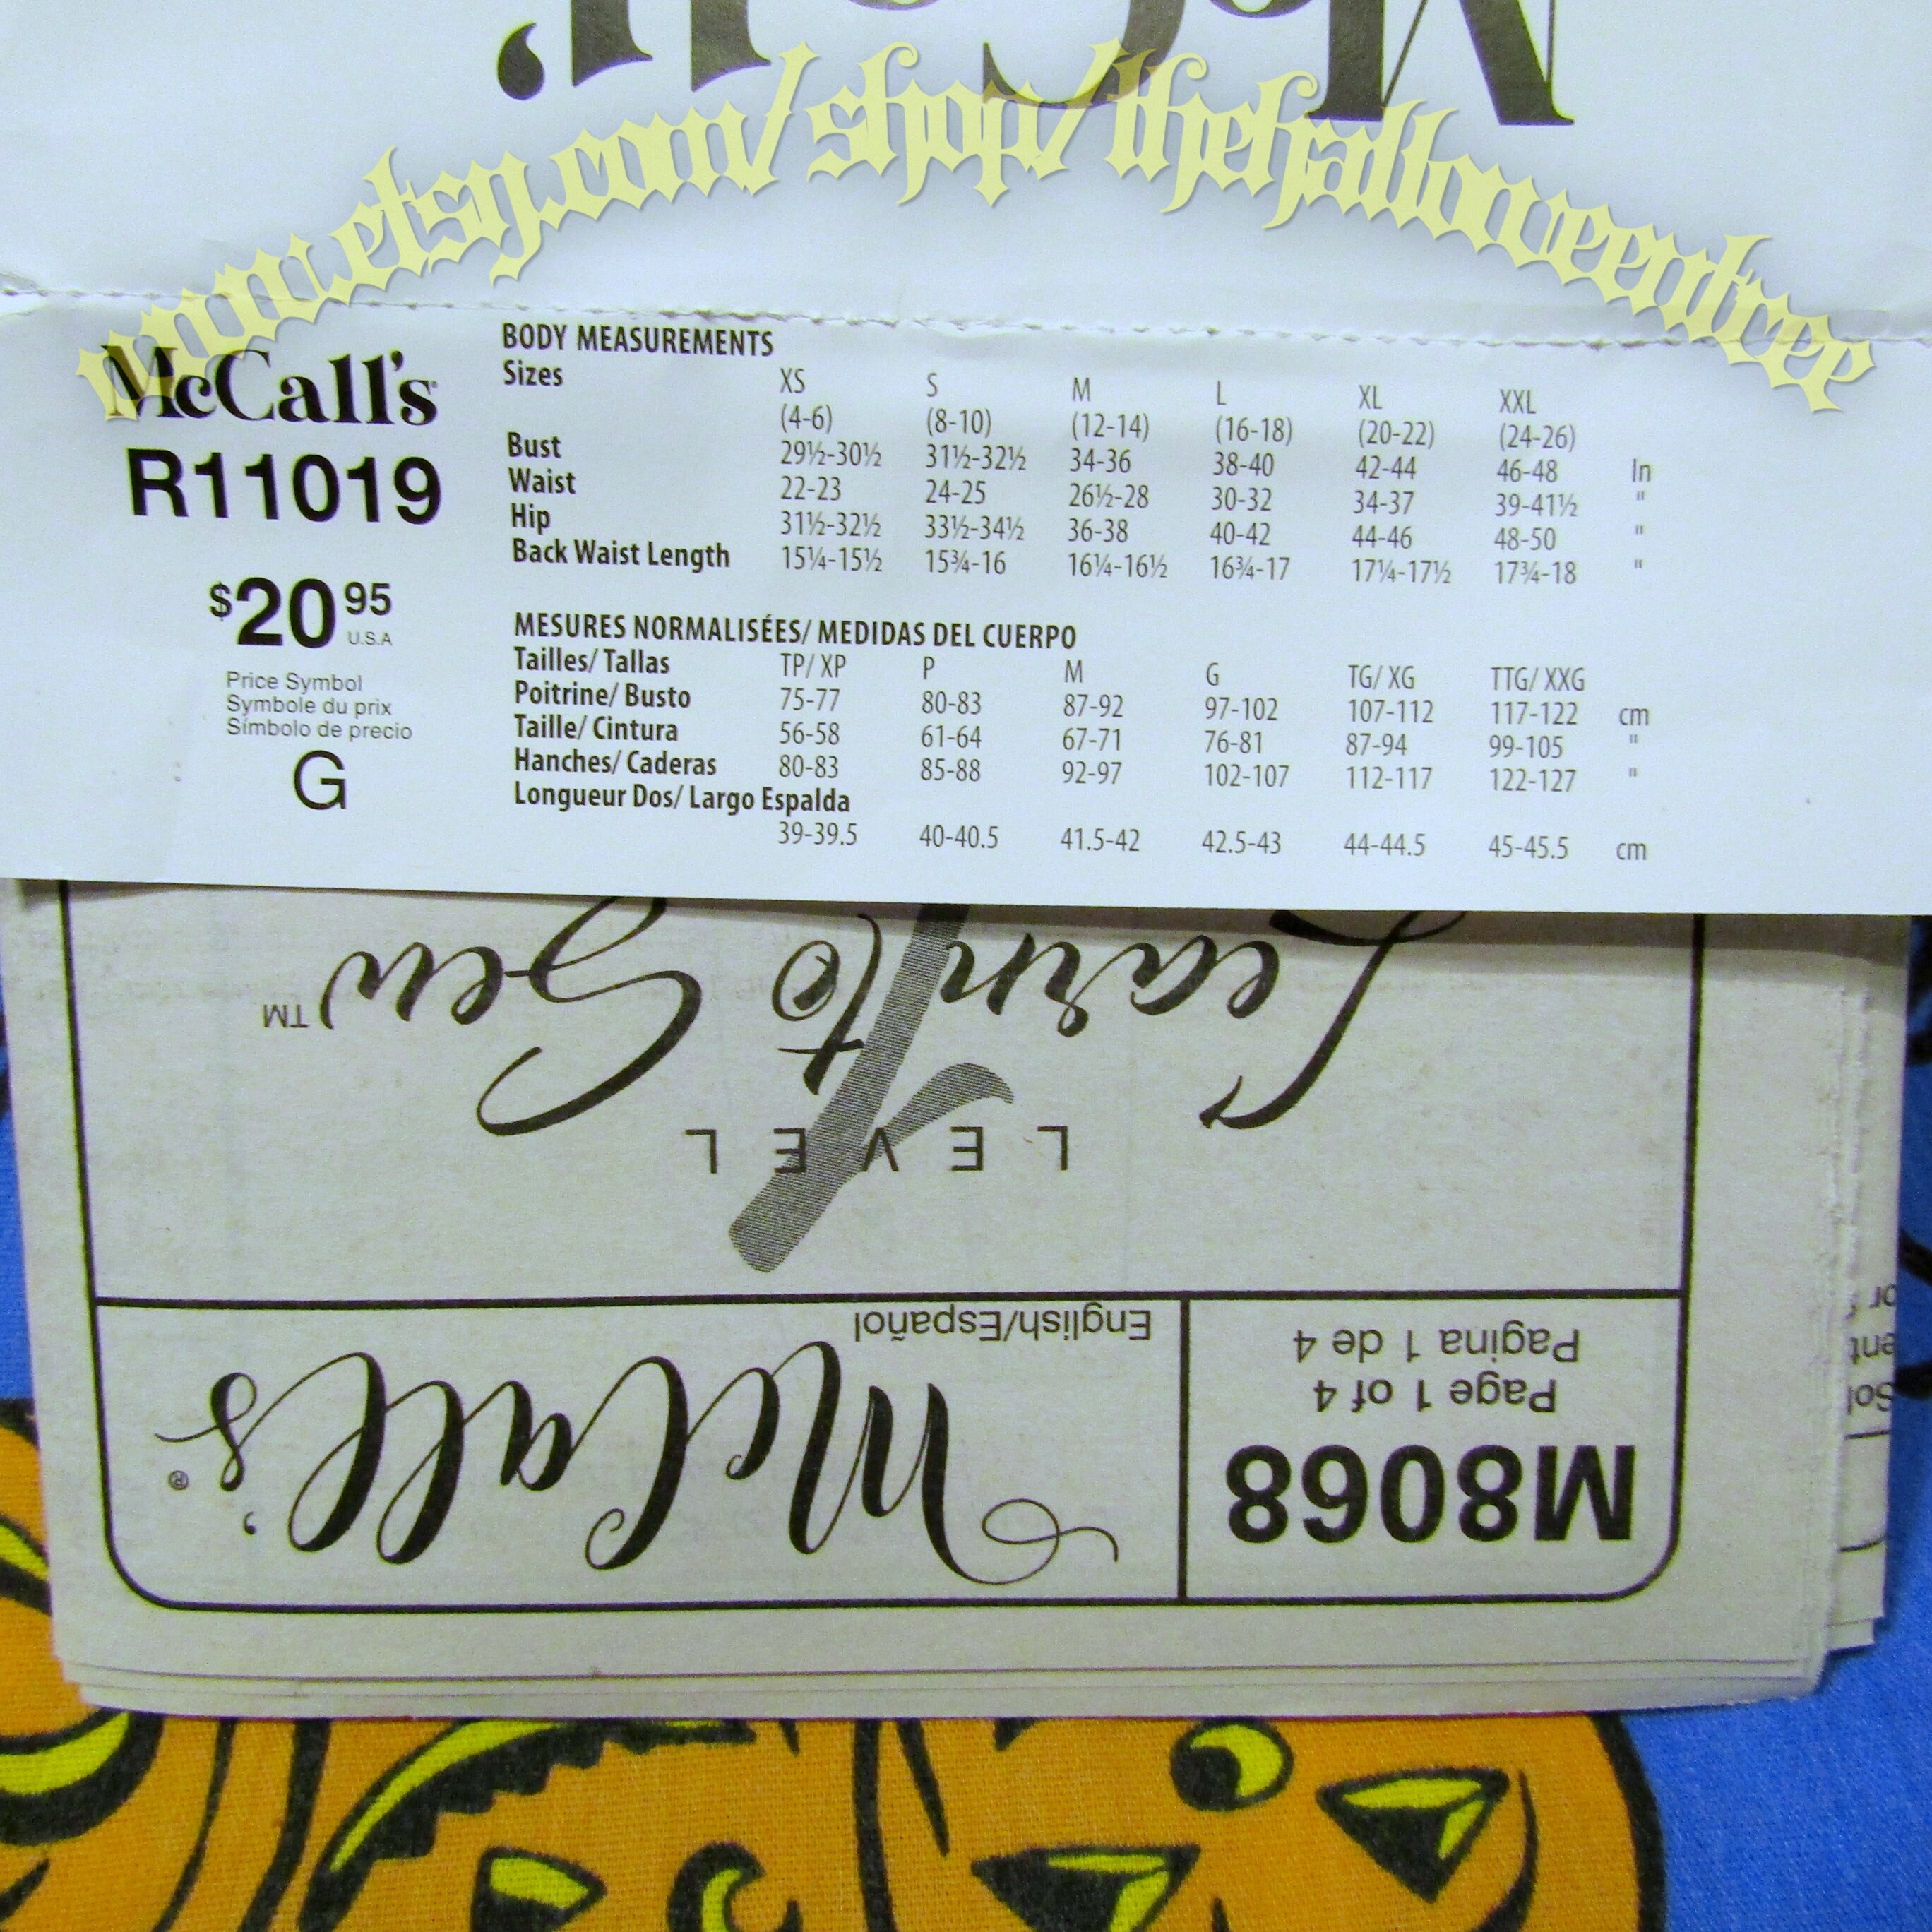 McCall'
www.etsy.com/shop/thehalloweentree
McCall's
R11019
$20 95
U.S.A
Price Symbol
Symbole du prix
Símbolo de precio
G
BODY MEASUREMENTS
Sizes XS S M L XL XXL
(4-6) (8-10) (12-14) (16-18) (20-22) (24-26)
Bust 29½-30½ 31½-32½ 34-36 38-40 42-44 46-48 In
Waist 22-23 24-25 26½-28 30-32 34-37 39-41½ "
Hip 31½-32½ 33½-34½ 36-38 40-42 44-46 48-50 "
Back Waist Length 15¼-15½ 15¾-16 16¼-16½ 16¾-17 17¼-17½ 17¾-18 "
MESURES NORMALISÉES/ MEDIDAS DEL CUERPO
Tailles/ Tallas TP/ XP P M G TG/ XG TTG/ XXG
Poitrine/ Busto 75-77 80-83 87-92 97-102 107-112 117-122 cm
Taille/ Cintura 56-58 61-64 67-71 76-81 87-94 99-105 "
Hanches/ Caderas 80-83 85-88 92-97 102-107 112-117 122-127 "
Longueur Dos/ Largo Espalda
39-39.5 40-40.5 41.5-42 42.5-43 44-44.5 45-45.5 cm
M8068
Page 1 of 4
Pagina 1 de 4
McCall's®
English/Español
LEVEL 1
Learn to Sew™